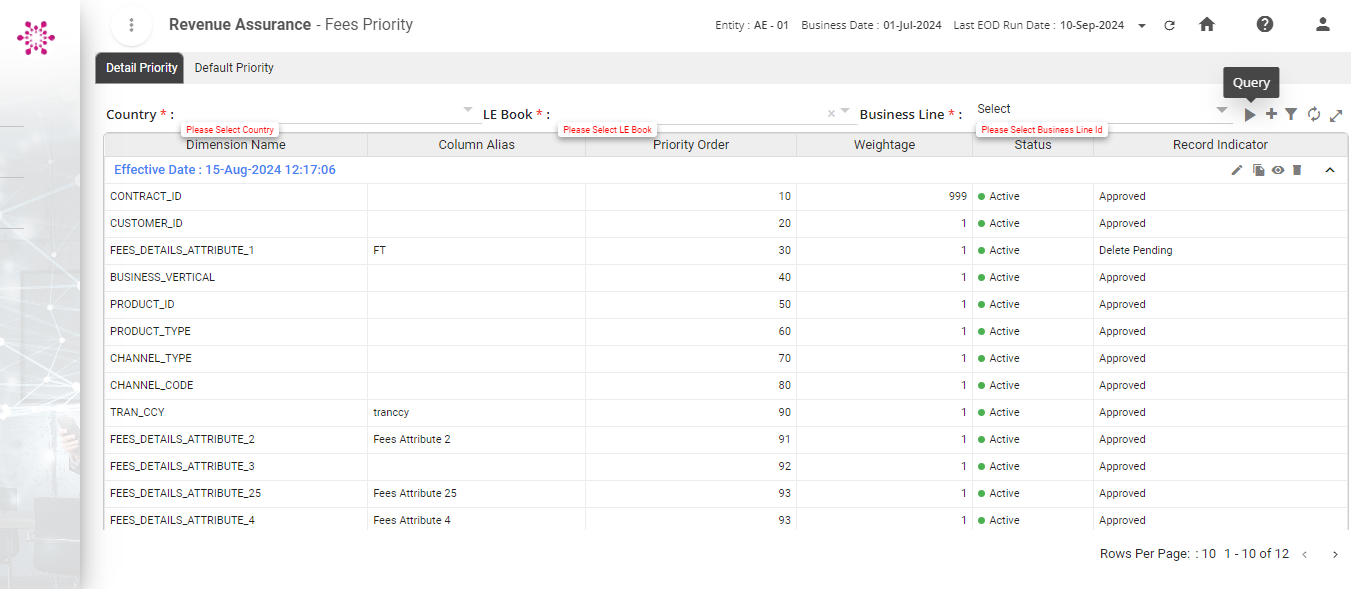 Revenue Assurance - Fees Priority
Entity : AE - 01 Business Date : 01-Jul-2024 Last EOD Run Date : 10-Sep-2024
Detail Priority Default Priority
Query
Country * : LE Book * : × Business Line * : Select
Please Select Country Please Select LE Book Please Select Business Line Id
Dimension Name Column Alias Priority Order Weightage Status Record Indicator
Effective Date : 15-Aug-2024 12:17:06
CONTRACT_ID 10 999 Active Approved
CUSTOMER_ID 20 1 Active Approved
FEES_DETAILS_ATTRIBUTE_1 FT 30 1 Active Delete Pending
BUSINESS_VERTICAL 40 1 Active Approved
PRODUCT_ID 50 1 Active Approved
PRODUCT_TYPE 60 1 Active Approved
CHANNEL_TYPE 70 1 Active Approved
CHANNEL_CODE 80 1 Active Approved
TRAN_CCY tranccy 90 1 Active Approved
FEES_DETAILS_ATTRIBUTE_2 Fees Attribute 2 91 1 Active Approved
FEES_DETAILS_ATTRIBUTE_3 92 1 Active Approved
FEES_DETAILS_ATTRIBUTE_25 Fees Attribute 25 93 1 Active Approved
FEES_DETAILS_ATTRIBUTE_4 Fees Attribute 4 93 1 Active Approved
Rows Per Page: : 10 1 - 10 of 12